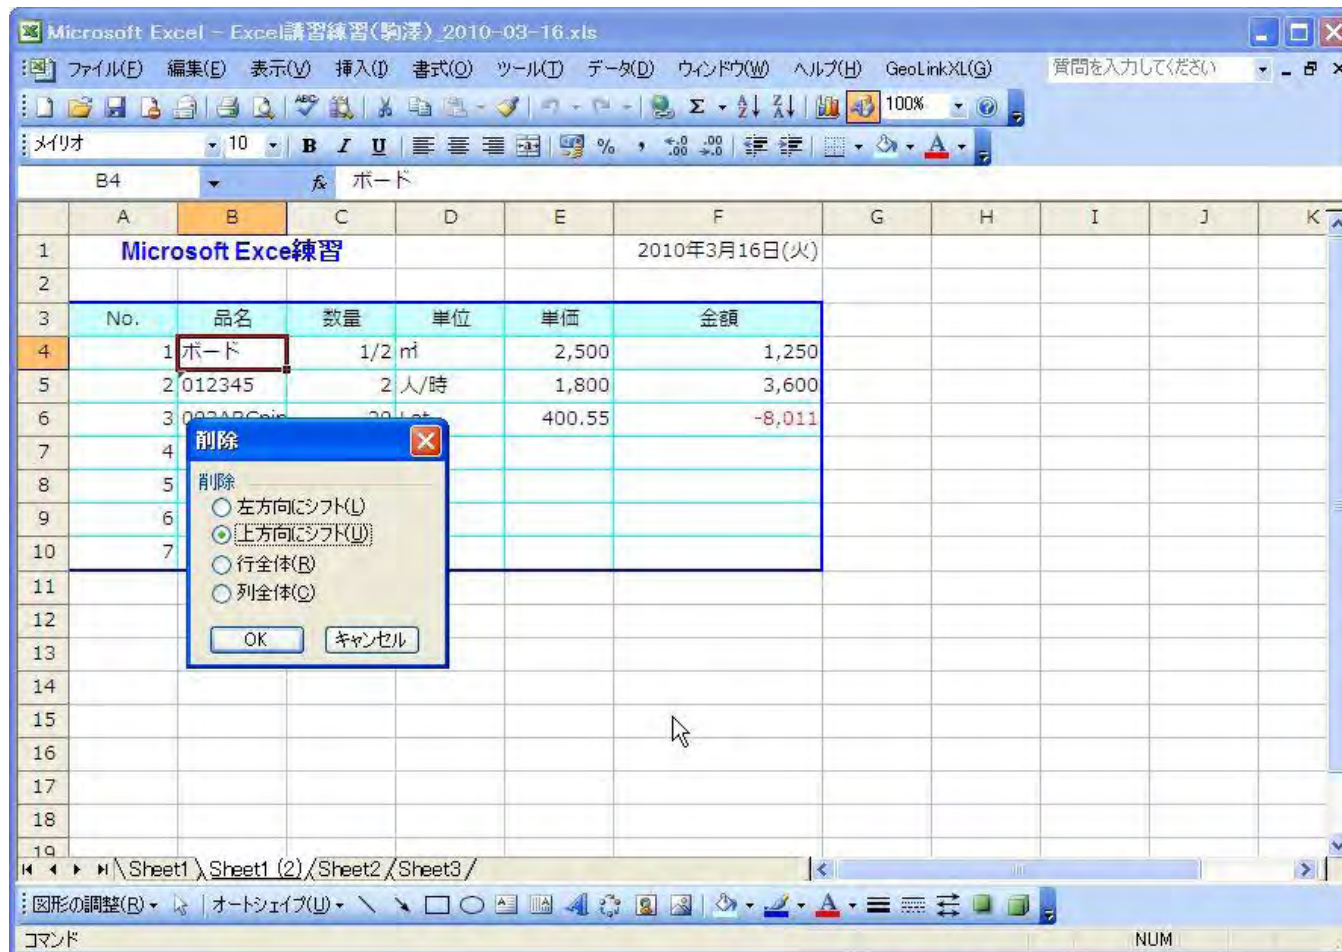 Microsoft Excel - Excel講習練習(駒澤)_2010-03-16.xls
ファイル(F) 編集(E) 表示(V) 挿入(I) 書式(O) ツール(T) データ(D) ウィンドウ(W) ヘルプ(H) GeoLinkXL(G) 質問を入力してください
100%
メイリオ 10 B I U % ,
B4 fx ボード
A B C D E F G H I J K
1 Microsoft Exce練習 2010年3月16日(火)
2
3 No. 品名 数量 単位 単価 金額
4 1 ボード 1/2 ㎡ 2,500 1,250
5 2 012345 2 人/時 1,800 3,600
6 3 400.55 -8,011
7 4
8 5
9 6
10 7
削除
削除
左方向にシフト(L)
上方向にシフト(U)
行全体(R)
列全体(C)
OK キャンセル
11
12
13
14
15
16
17
18
19
Sheet1 Sheet1 (2) Sheet2 Sheet3
図形の調整(R) オートシェイプ(U)
コマンド NUM